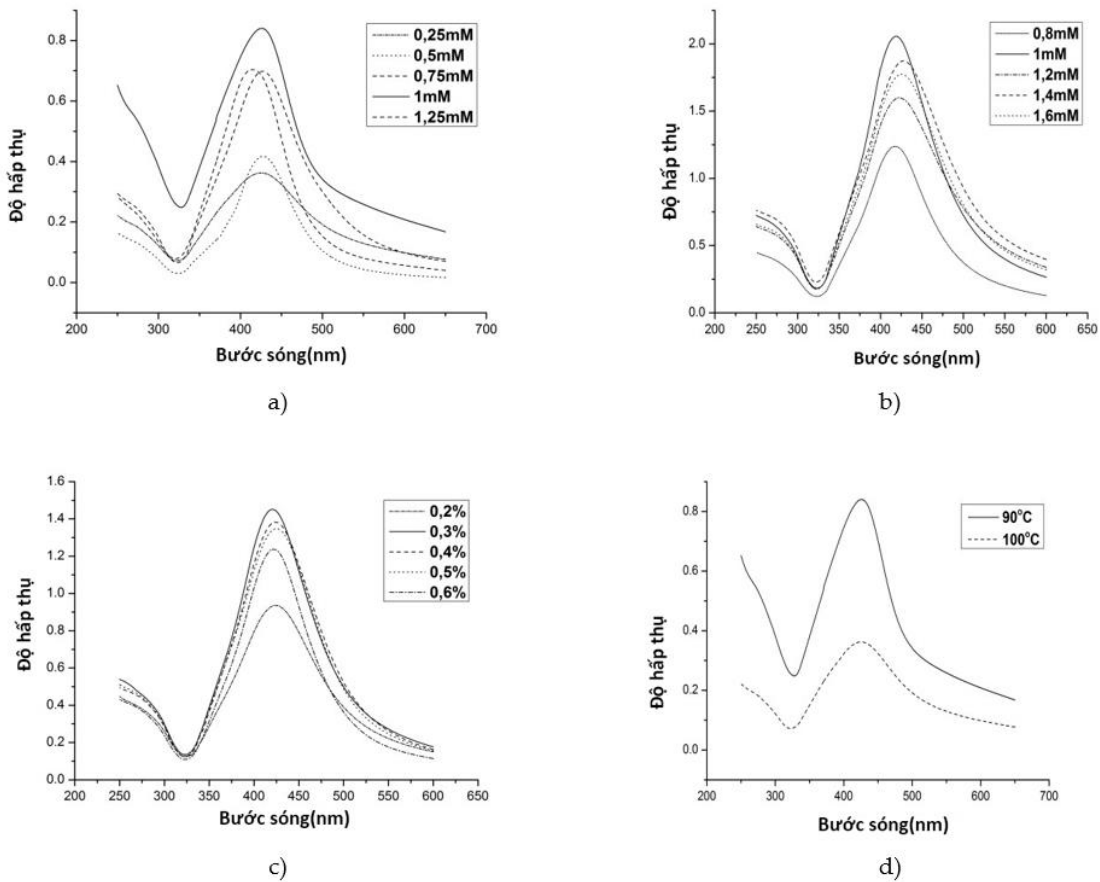 0,25mM
0,5mM
0,75mM
1mM
1,25mM
0.8
0.6
0.4
0.2
0.0
Độ hấp thụ
200 300 400 500 600 700
Bước sóng(nm)
a)
0,8mM
1mM
1,2mM
1,4mM
1,6mM
2.0
1.5
1.0
0.5
0.0
Độ hấp thụ
200 250 300 350 400 450 500 550 600 650
Bước sóng(nm)
b)
0,2%
0,3%
0,4%
0,5%
0,6%
1.6
1.4
1.2
1.0
0.8
0.6
0.4
0.2
0.0
Độ hấp thụ
200 250 300 350 400 450 500 550 600 650
Bước sóng(nm)
c)
90°C
100°C
0.8
0.6
0.4
0.2
0.0
Độ hấp thụ
200 300 400 500 600 700
Bước sóng(nm)
d)